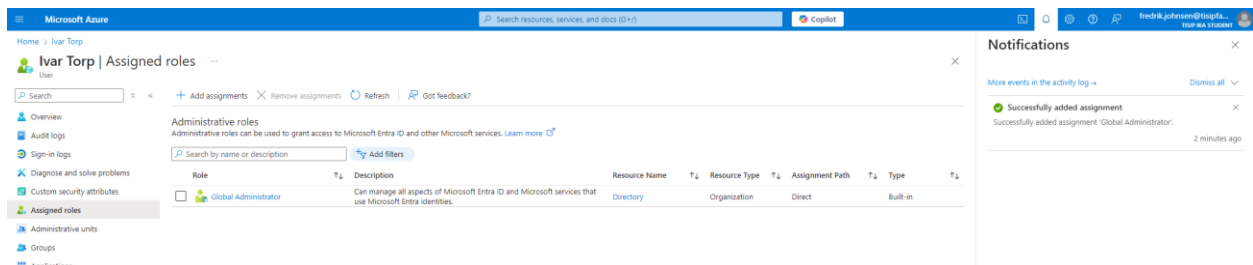 Microsoft Azure
Search resources, services, and docs (G+/)
Copilot
fredrik.johnsen@tisipfa...
TISIP IKA STUDENT
Home > Ivar Torp
Ivar Torp | Assigned roles ...
User
Search
Overview
Audit logs
Sign-in logs
Diagnose and solve problems
Custom security attributes
Assigned roles
Administrative units
Groups
Add assignments Remove assignments Refresh Got feedback?
Administrative roles
Administrative roles can be used to grant access to Microsoft Entra ID and other Microsoft services. Learn more
Search by name or description
Add filters
Role Description Resource Name Resource Type Assignment Path Type
Global Administrator Can manage all aspects of Microsoft Entra ID and Microsoft services that use Microsoft Entra identities. Directory Organization Direct Built-in
Notifications
More events in the activity log → Dismiss all
Successfully added assignment
Successfully added assignment 'Global Administrator'.
2 minutes ago